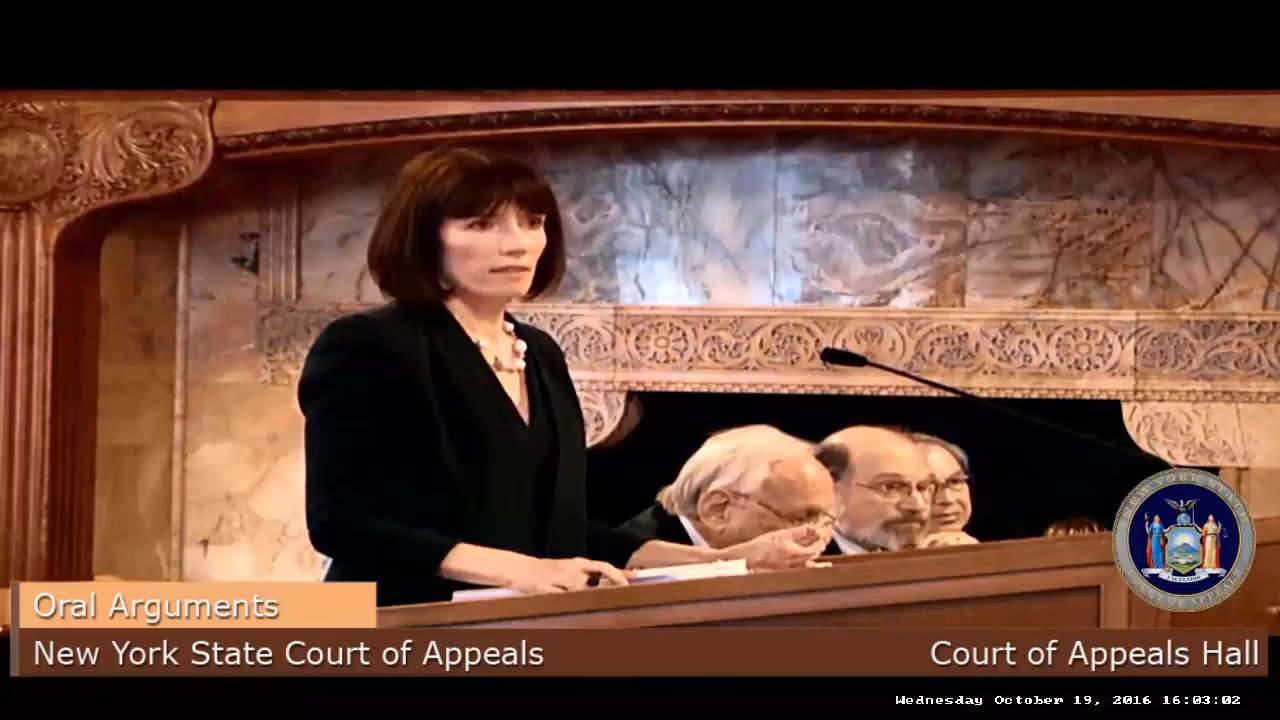 Oral Arguments
New York State Court of Appeals
Court of Appeals Hall
EXCELSIOR
Wednesday October 19, 2016 16:03:02